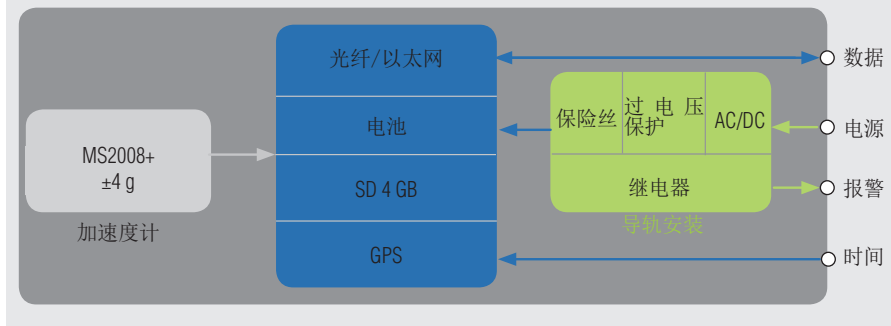 光纤/以太网
数据
保险丝
过电压
保护
AC/DC
电池
电源
MS2008+
±4 g
SD 4 GB
继电器
报警
加速度计
导轨安装
GPS
时间